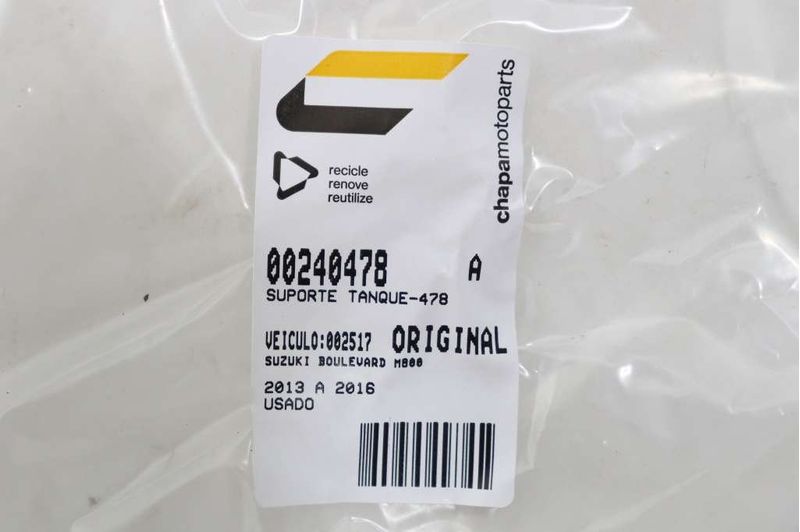 chapamotoparts
recicle
renove
reutilize
00240478 A
SUPORTE TANQUE-478
VEICULO:002517 ORIGINAL
SUZUKI BOULEVARD M800
2013 A 2016
USADO